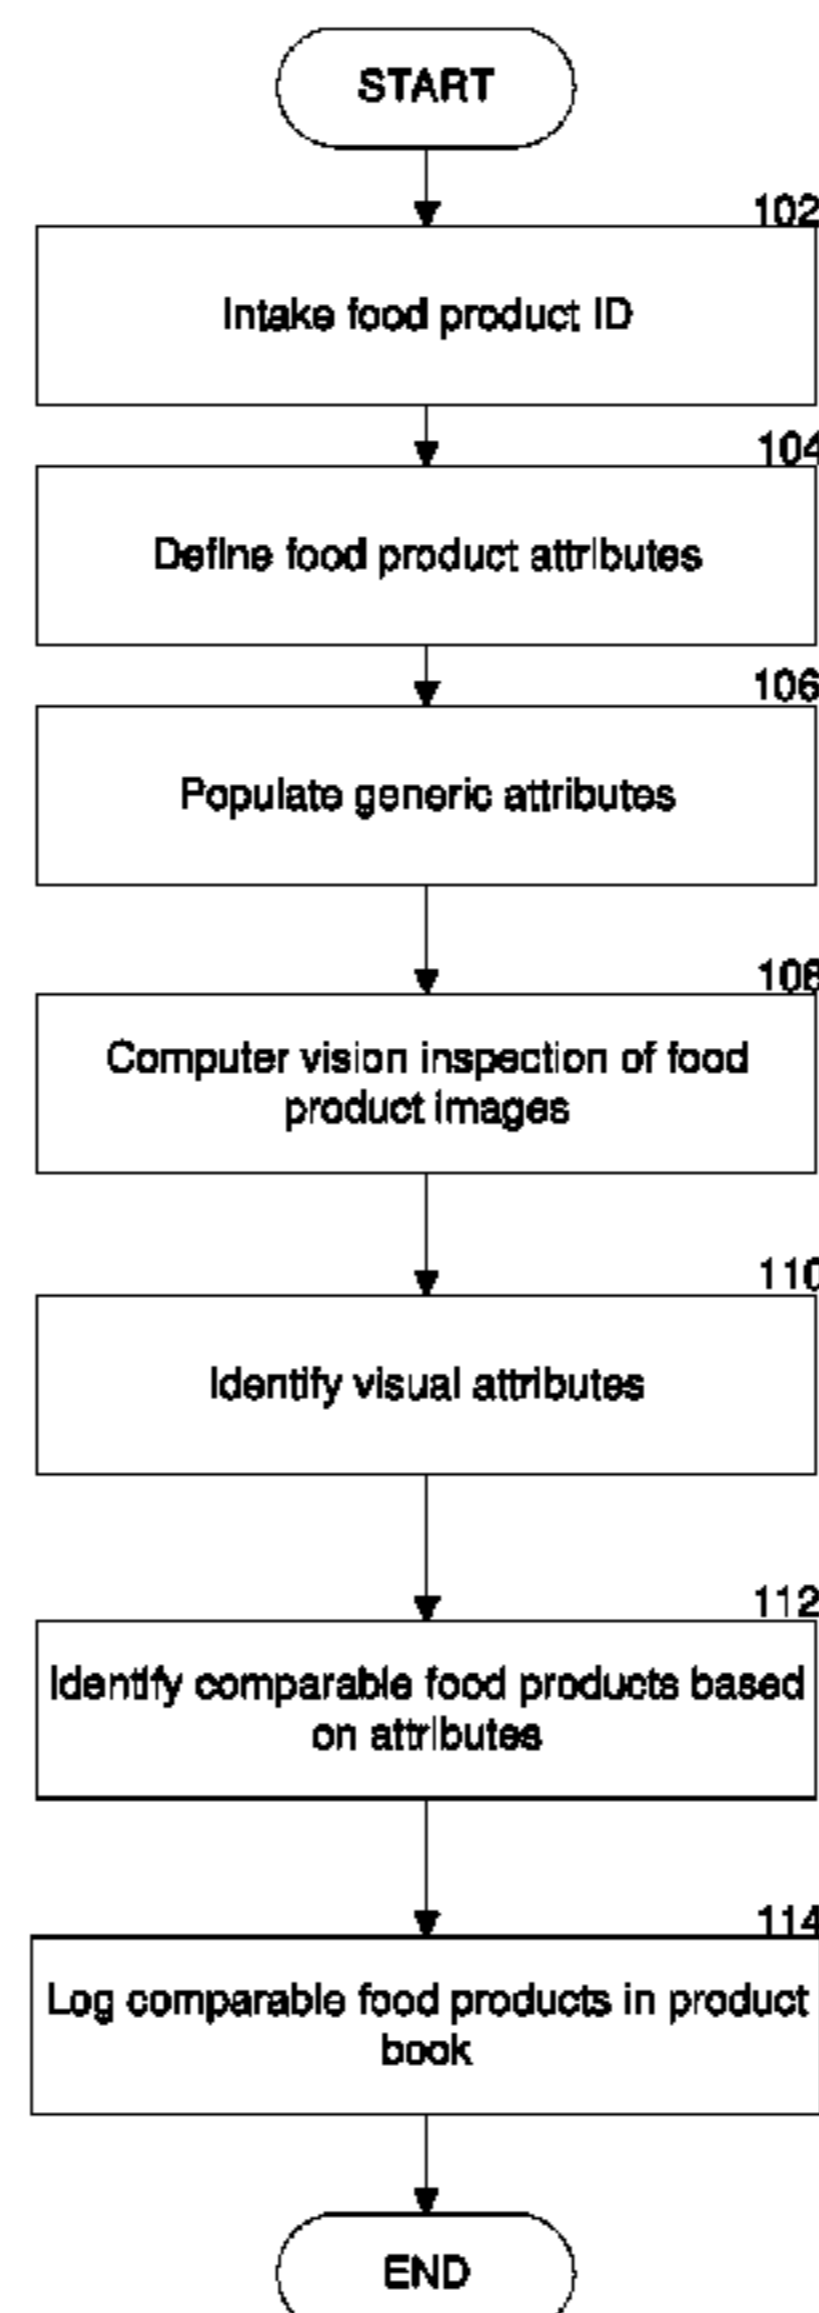 START
102
Intake food product ID
104
Define food product attributes
106
Populate generic attributes
108
Computer vision inspection of food
product images
110
Identify visual attributes
112
Identify comparable food products based
on attributes
114
Log comparable food products in product
book
END